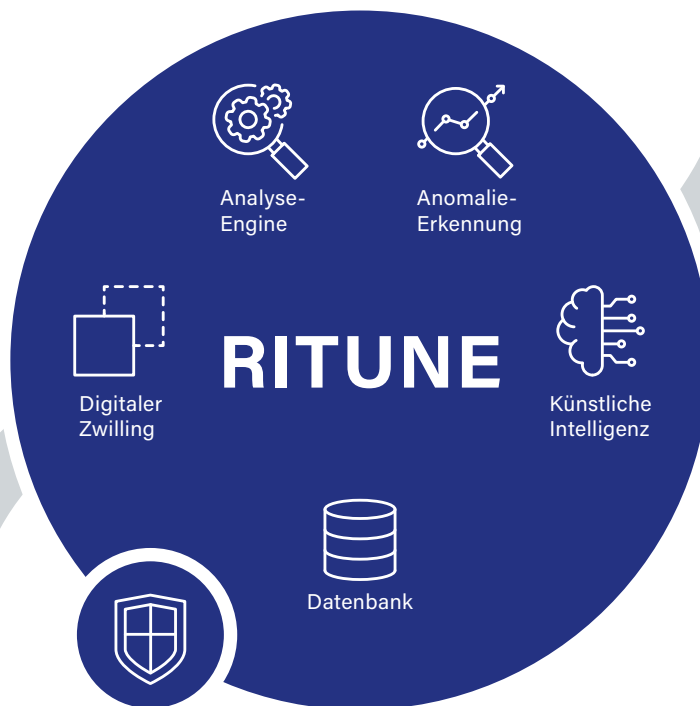 Analyse-
Engine
Anomalie-
Erkennung
RITUNE
Digitaler
Zwilling
Künstliche
Intelligenz
Datenbank